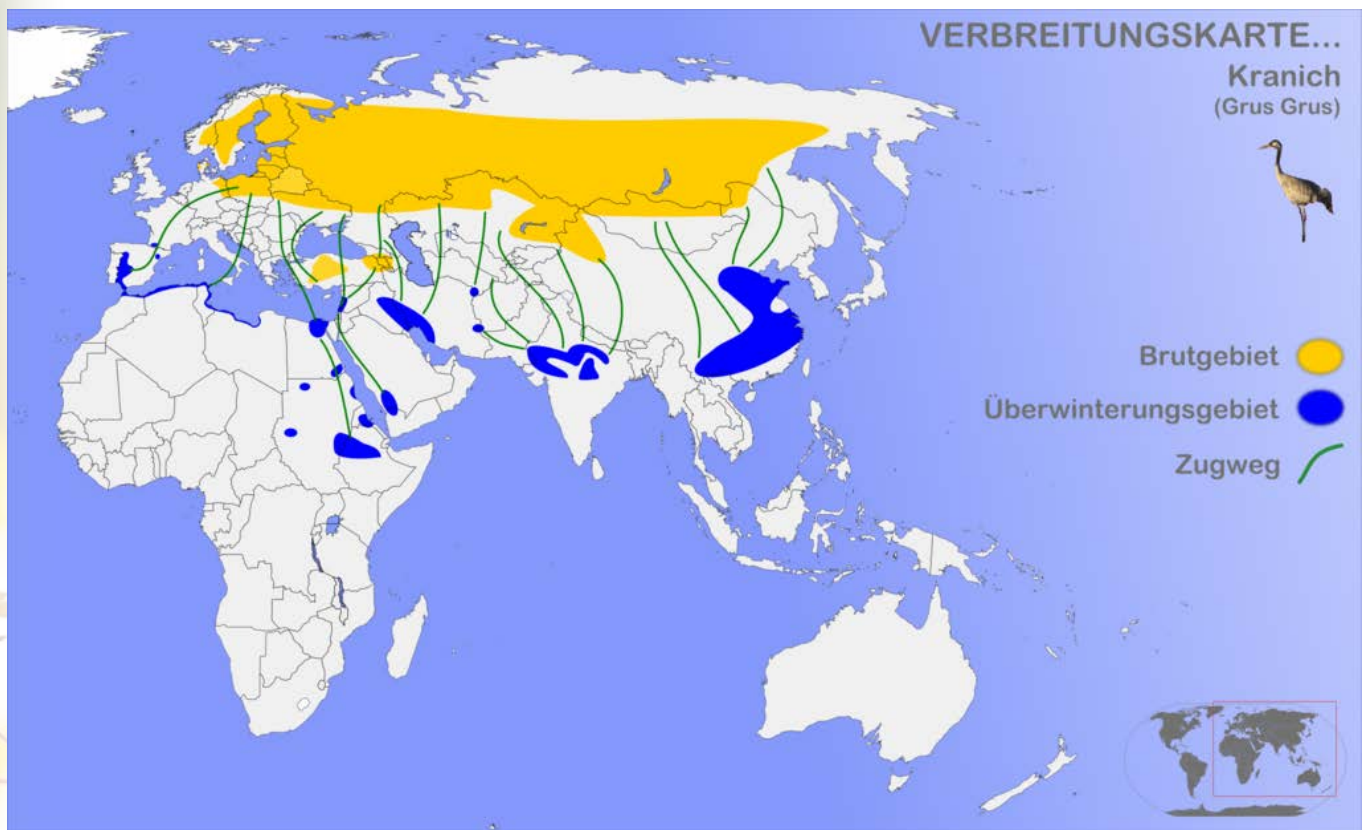 VERBREITUNGSKARTE...
Kranich
(Grus Grus)
Brutgebiet
Überwinterungsgebiet
Zugweg